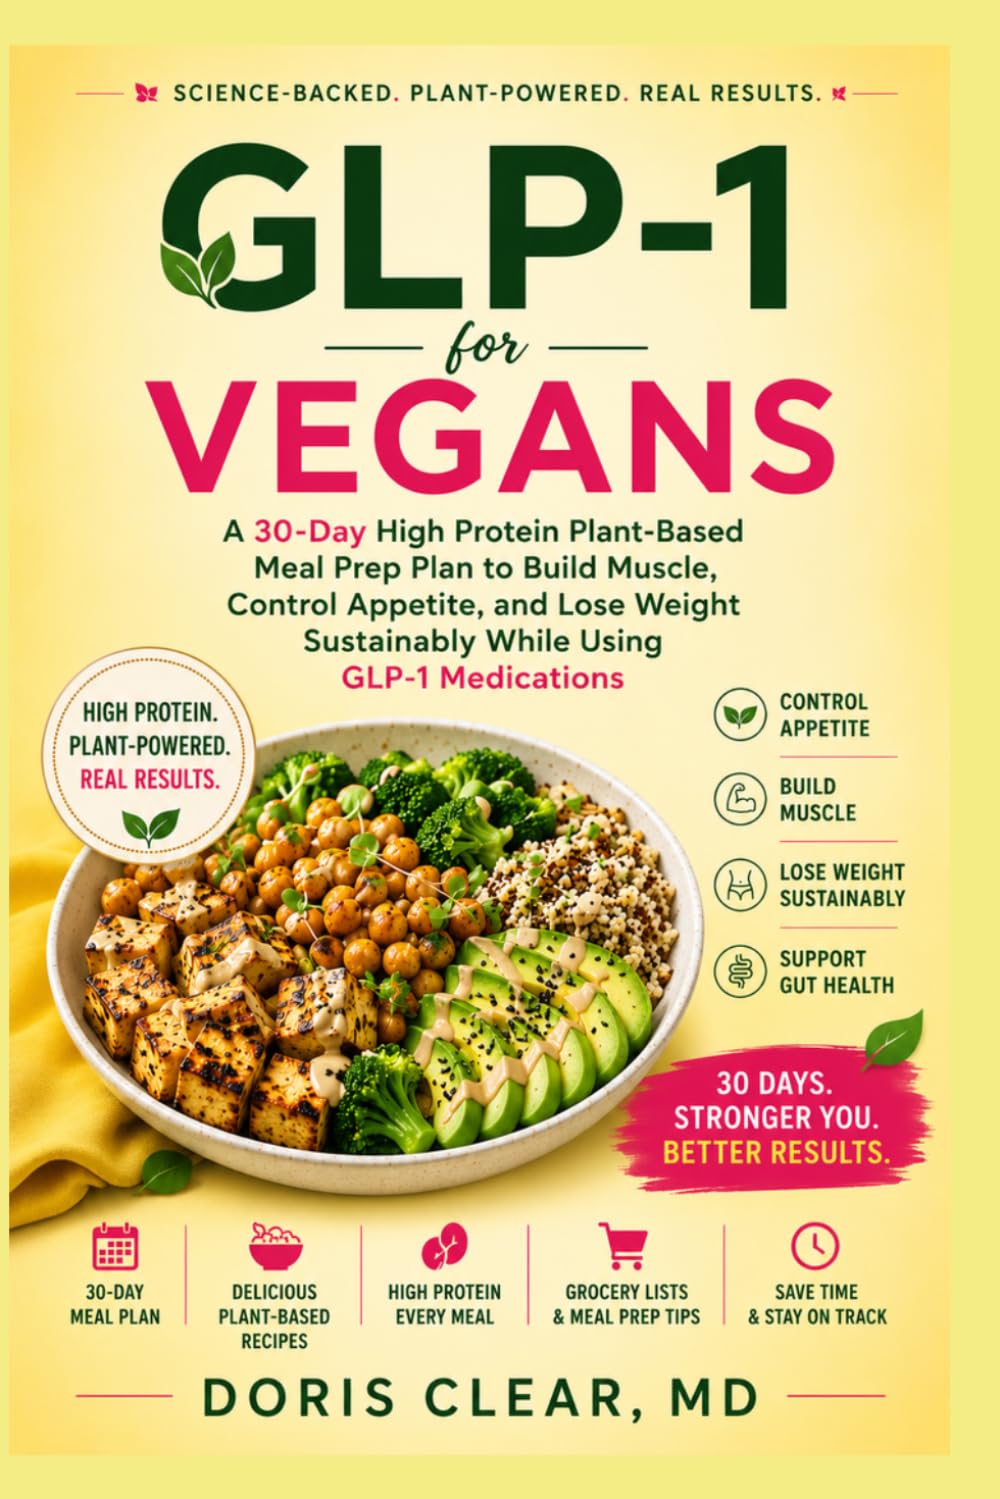 SCIENCE-BACKED. PLANT-POWERED. REAL RESULTS.
GLP-1
for
VEGANS
A 30-Day High Protein Plant-Based
Meal Prep Plan to Build Muscle,
Control Appetite, and Lose Weight
Sustainably While Using
GLP-1 Medications
HIGH PROTEIN.
PLANT-POWERED.
REAL RESULTS.
CONTROL
APPETITE
BUILD
MUSCLE
LOSE WEIGHT
SUSTAINABLY
SUPPORT
GUT HEALTH
30 DAYS.
STRONGER YOU.
BETTER RESULTS.
30-DAY
MEAL PLAN
DELICIOUS
PLANT-BASED
RECIPES
HIGH PROTEIN
EVERY MEAL
GROCERY LISTS
& MEAL PREP TIPS
SAVE TIME
& STAY ON TRACK
DORIS CLEAR, MD